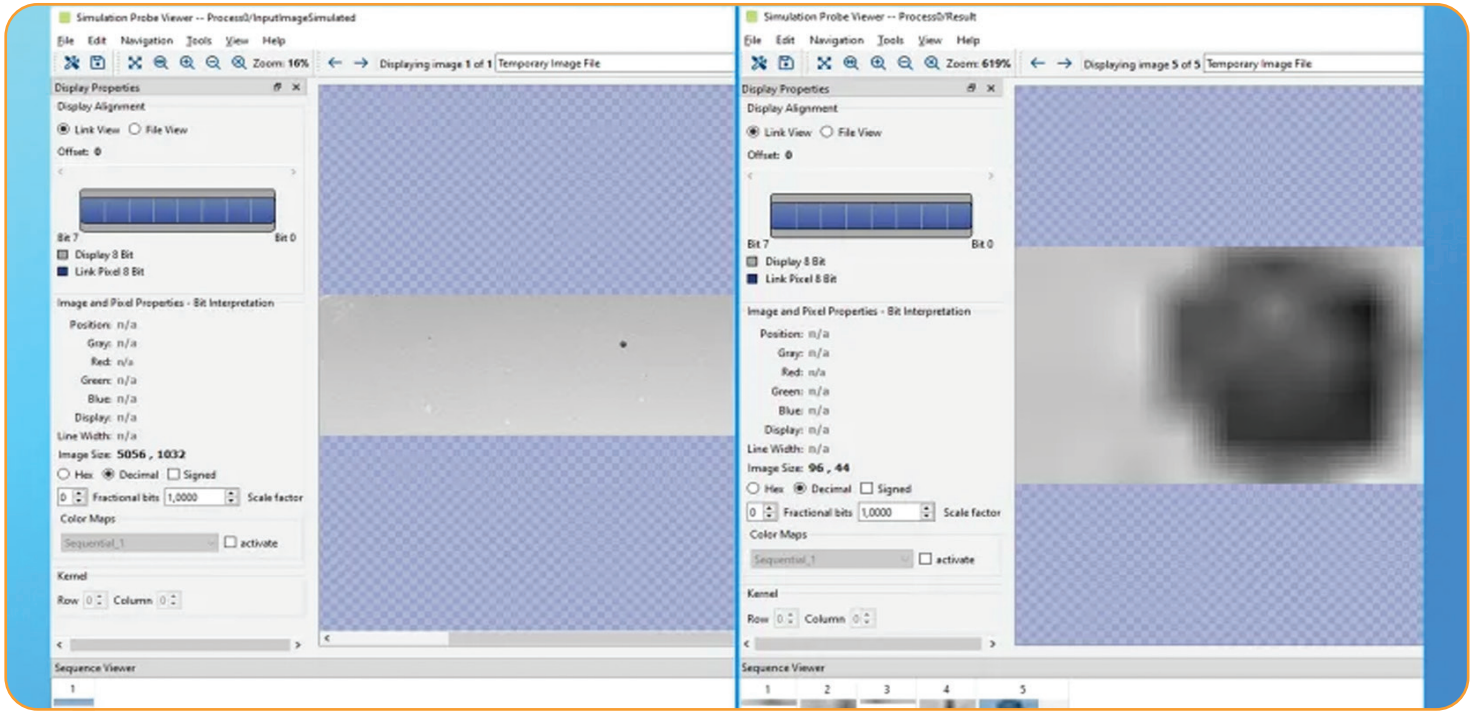 Simulation Probe Viewer -- Process0/InputImageSimulated
File Edit Navigation Tools View Help
Zoom: 16% Displaying image 1 of 1 Temporary Image File
Display Properties
Display Alignment
Link View File View
Offset: 0
Bit 7 Bit 0
Display 8 Bit
Link Pixel 8 Bit
Image and Pixel Properties - Bit Interpretation
Position: n/a
Gray: n/a
Red: n/a
Green: n/a
Blue: n/a
Display: n/a
Line Width: n/a
Image Size: 5056 , 1032
Hex Decimal Signed
0 Fractional bits 1,0000 Scale factor
Color Maps
Sequential_1 activate
Kernel
Row 0 Column 0
Sequence Viewer
1
Simulation Probe Viewer -- Process0/Result
File Edit Navigation Tools View Help
Zoom: 619% Displaying image 5 of 5 Temporary Image File
Display Properties
Display Alignment
Link View File View
Offset: 0
Bit 7 Bit 0
Display 8 Bit
Link Pixel 8 Bit
Image and Pixel Properties - Bit Interpretation
Position: n/a
Gray: n/a
Red: n/a
Green: n/a
Blue: n/a
Display: n/a
Line Width: n/a
Image Size: 96 , 44
Hex Decimal Signed
0 Fractional bits 1,0000 Scale factor
Color Maps
Sequential_1 activate
Kernel
Row 0 Column 0
Sequence Viewer
1 2 3 4 5